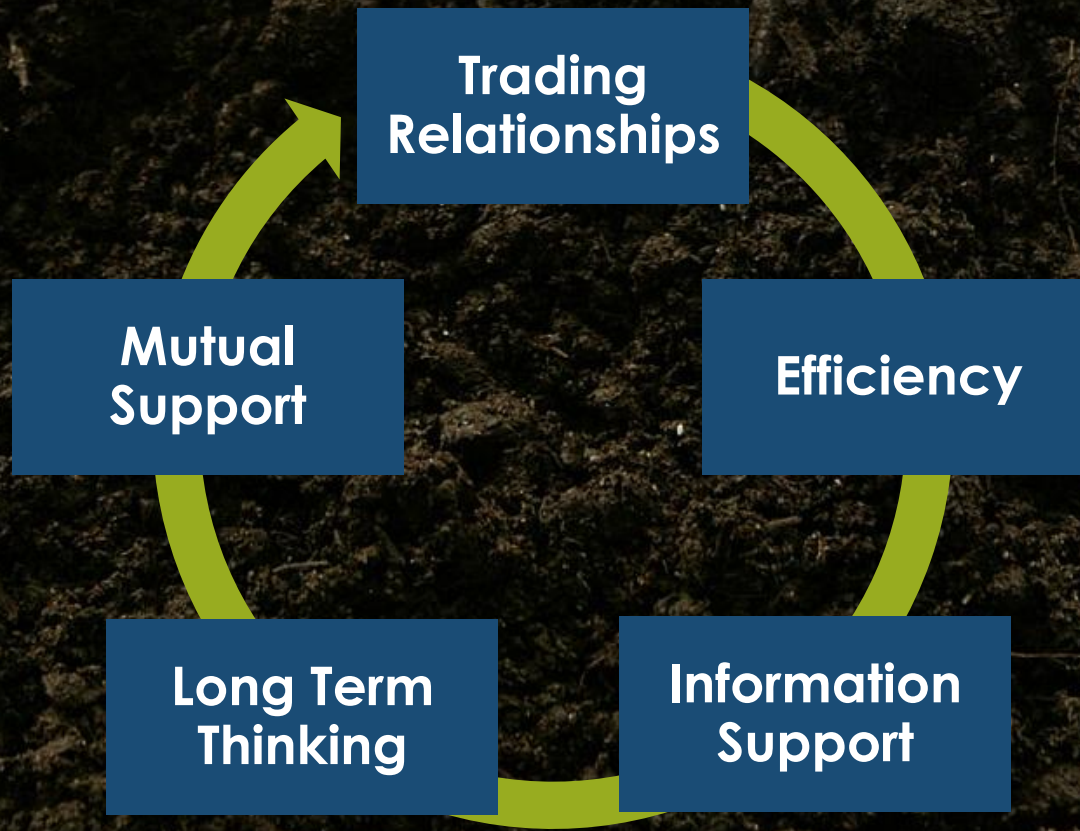 Trading
Relationships
Efficiency
Information
Support
Long Term
Thinking
Mutual
Support